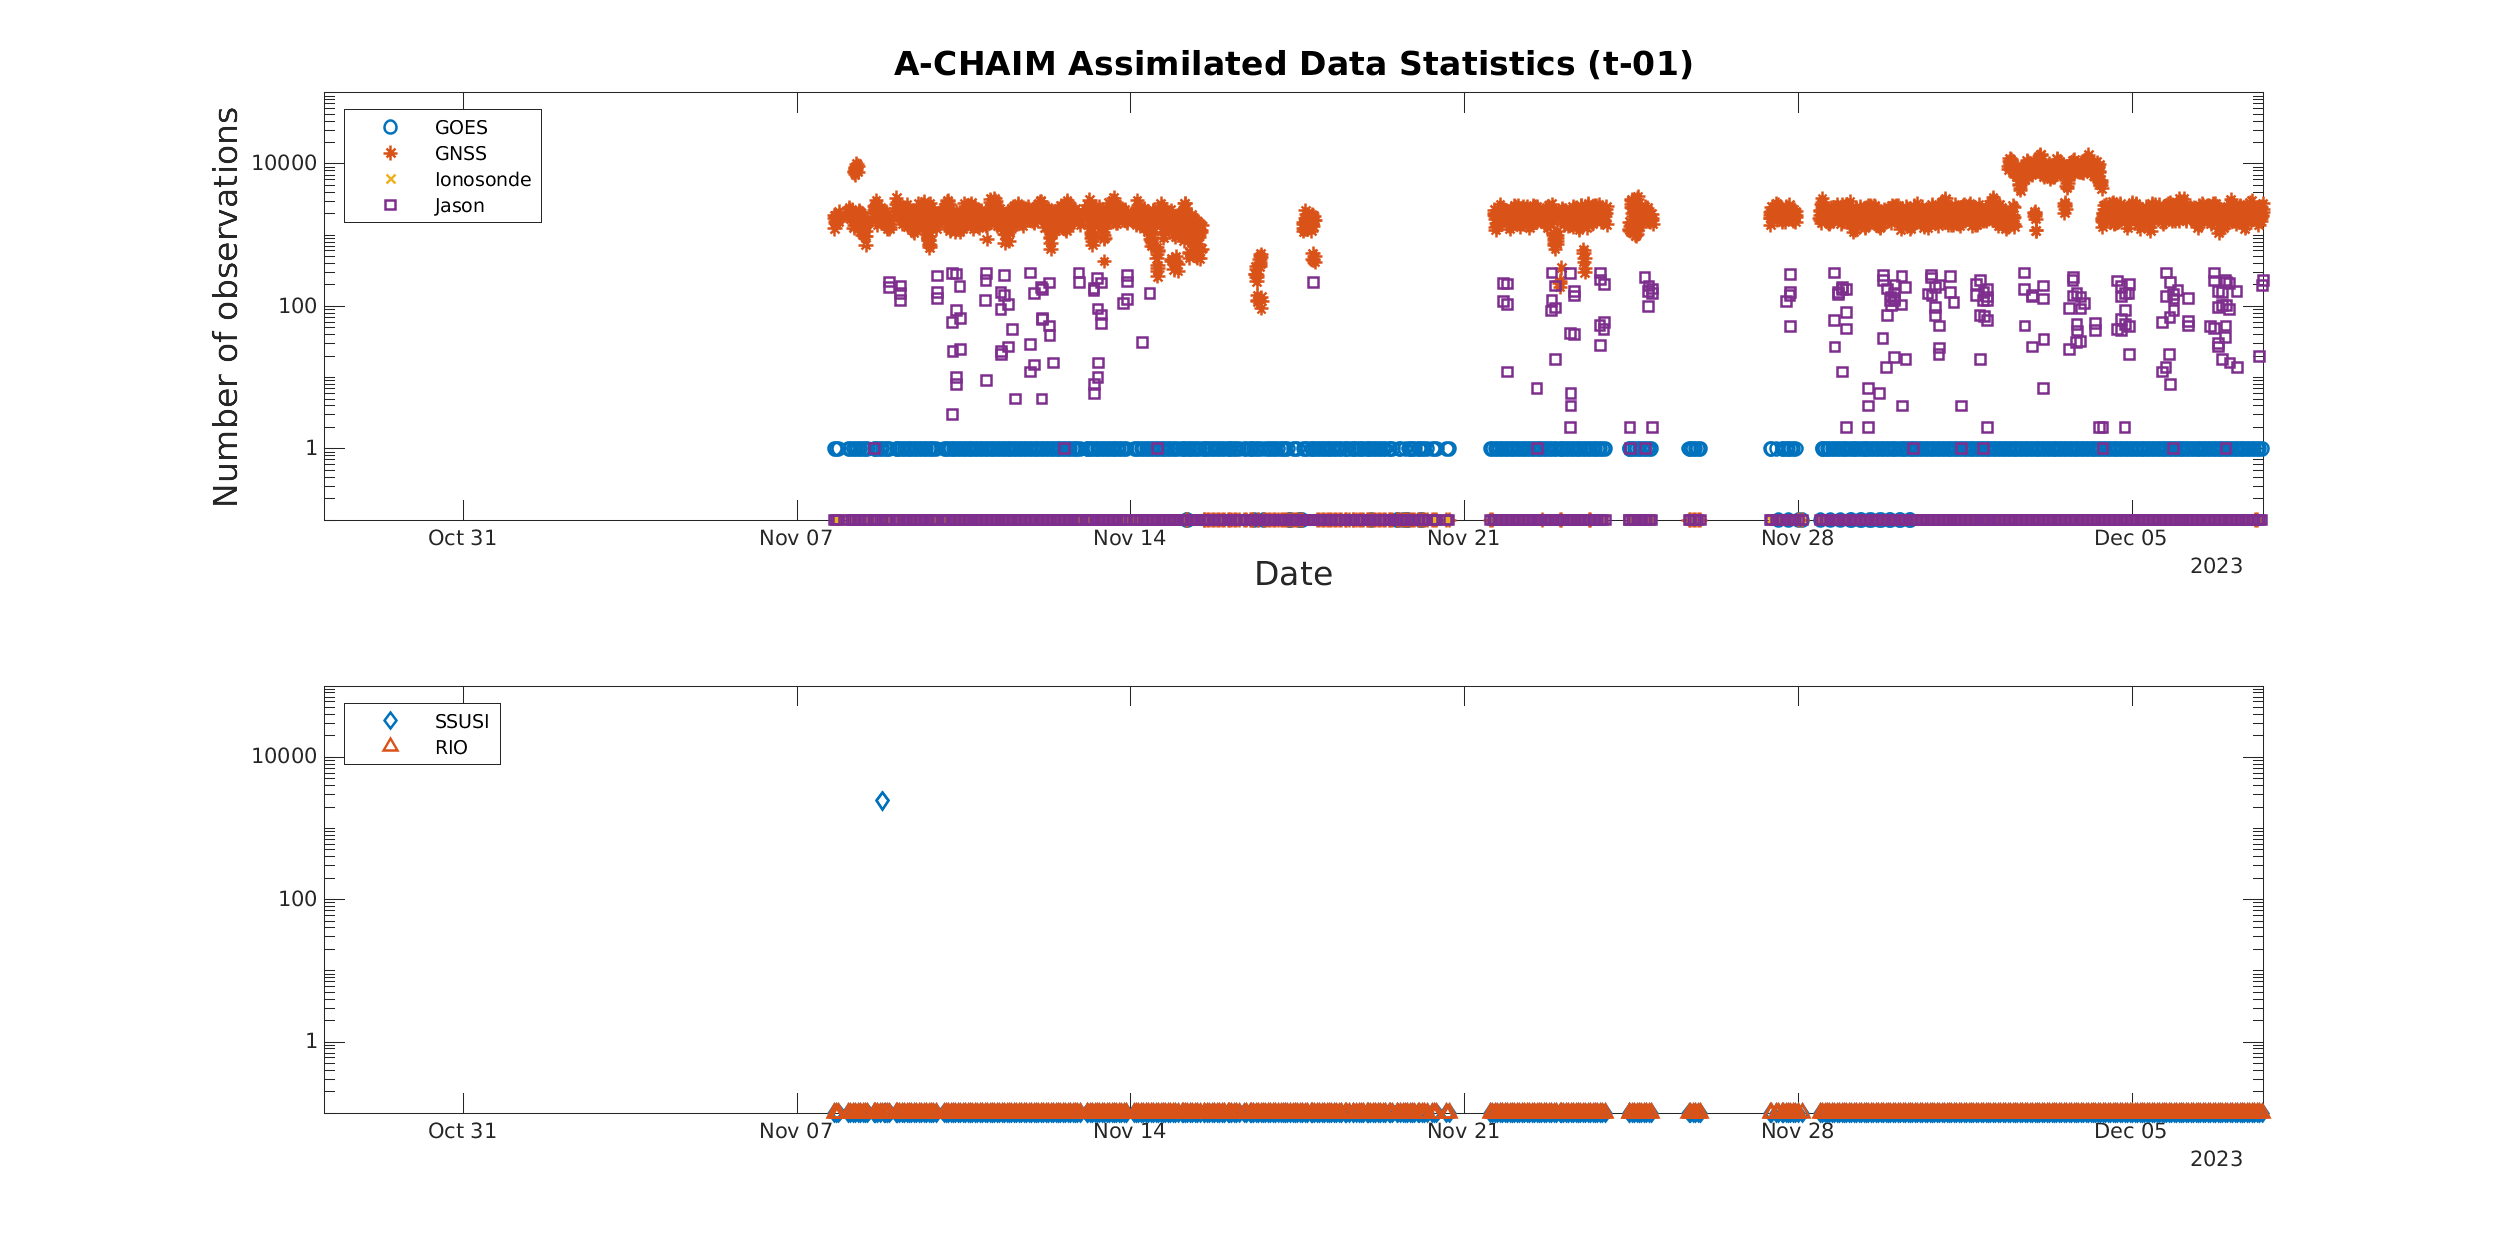 A-CHAIM Assimilated Data Statistics (t-01)
Number of observations
10000
100
1
GOES
GNSS
Ionosonde
Jason
Oct 31
Nov 07
Nov 14
Nov 21
Nov 28
Dec 05
2023
Date
10000
100
1
SSUSI
RIO
Oct 31
Nov 07
Nov 14
Nov 21
Nov 28
Dec 05
2023